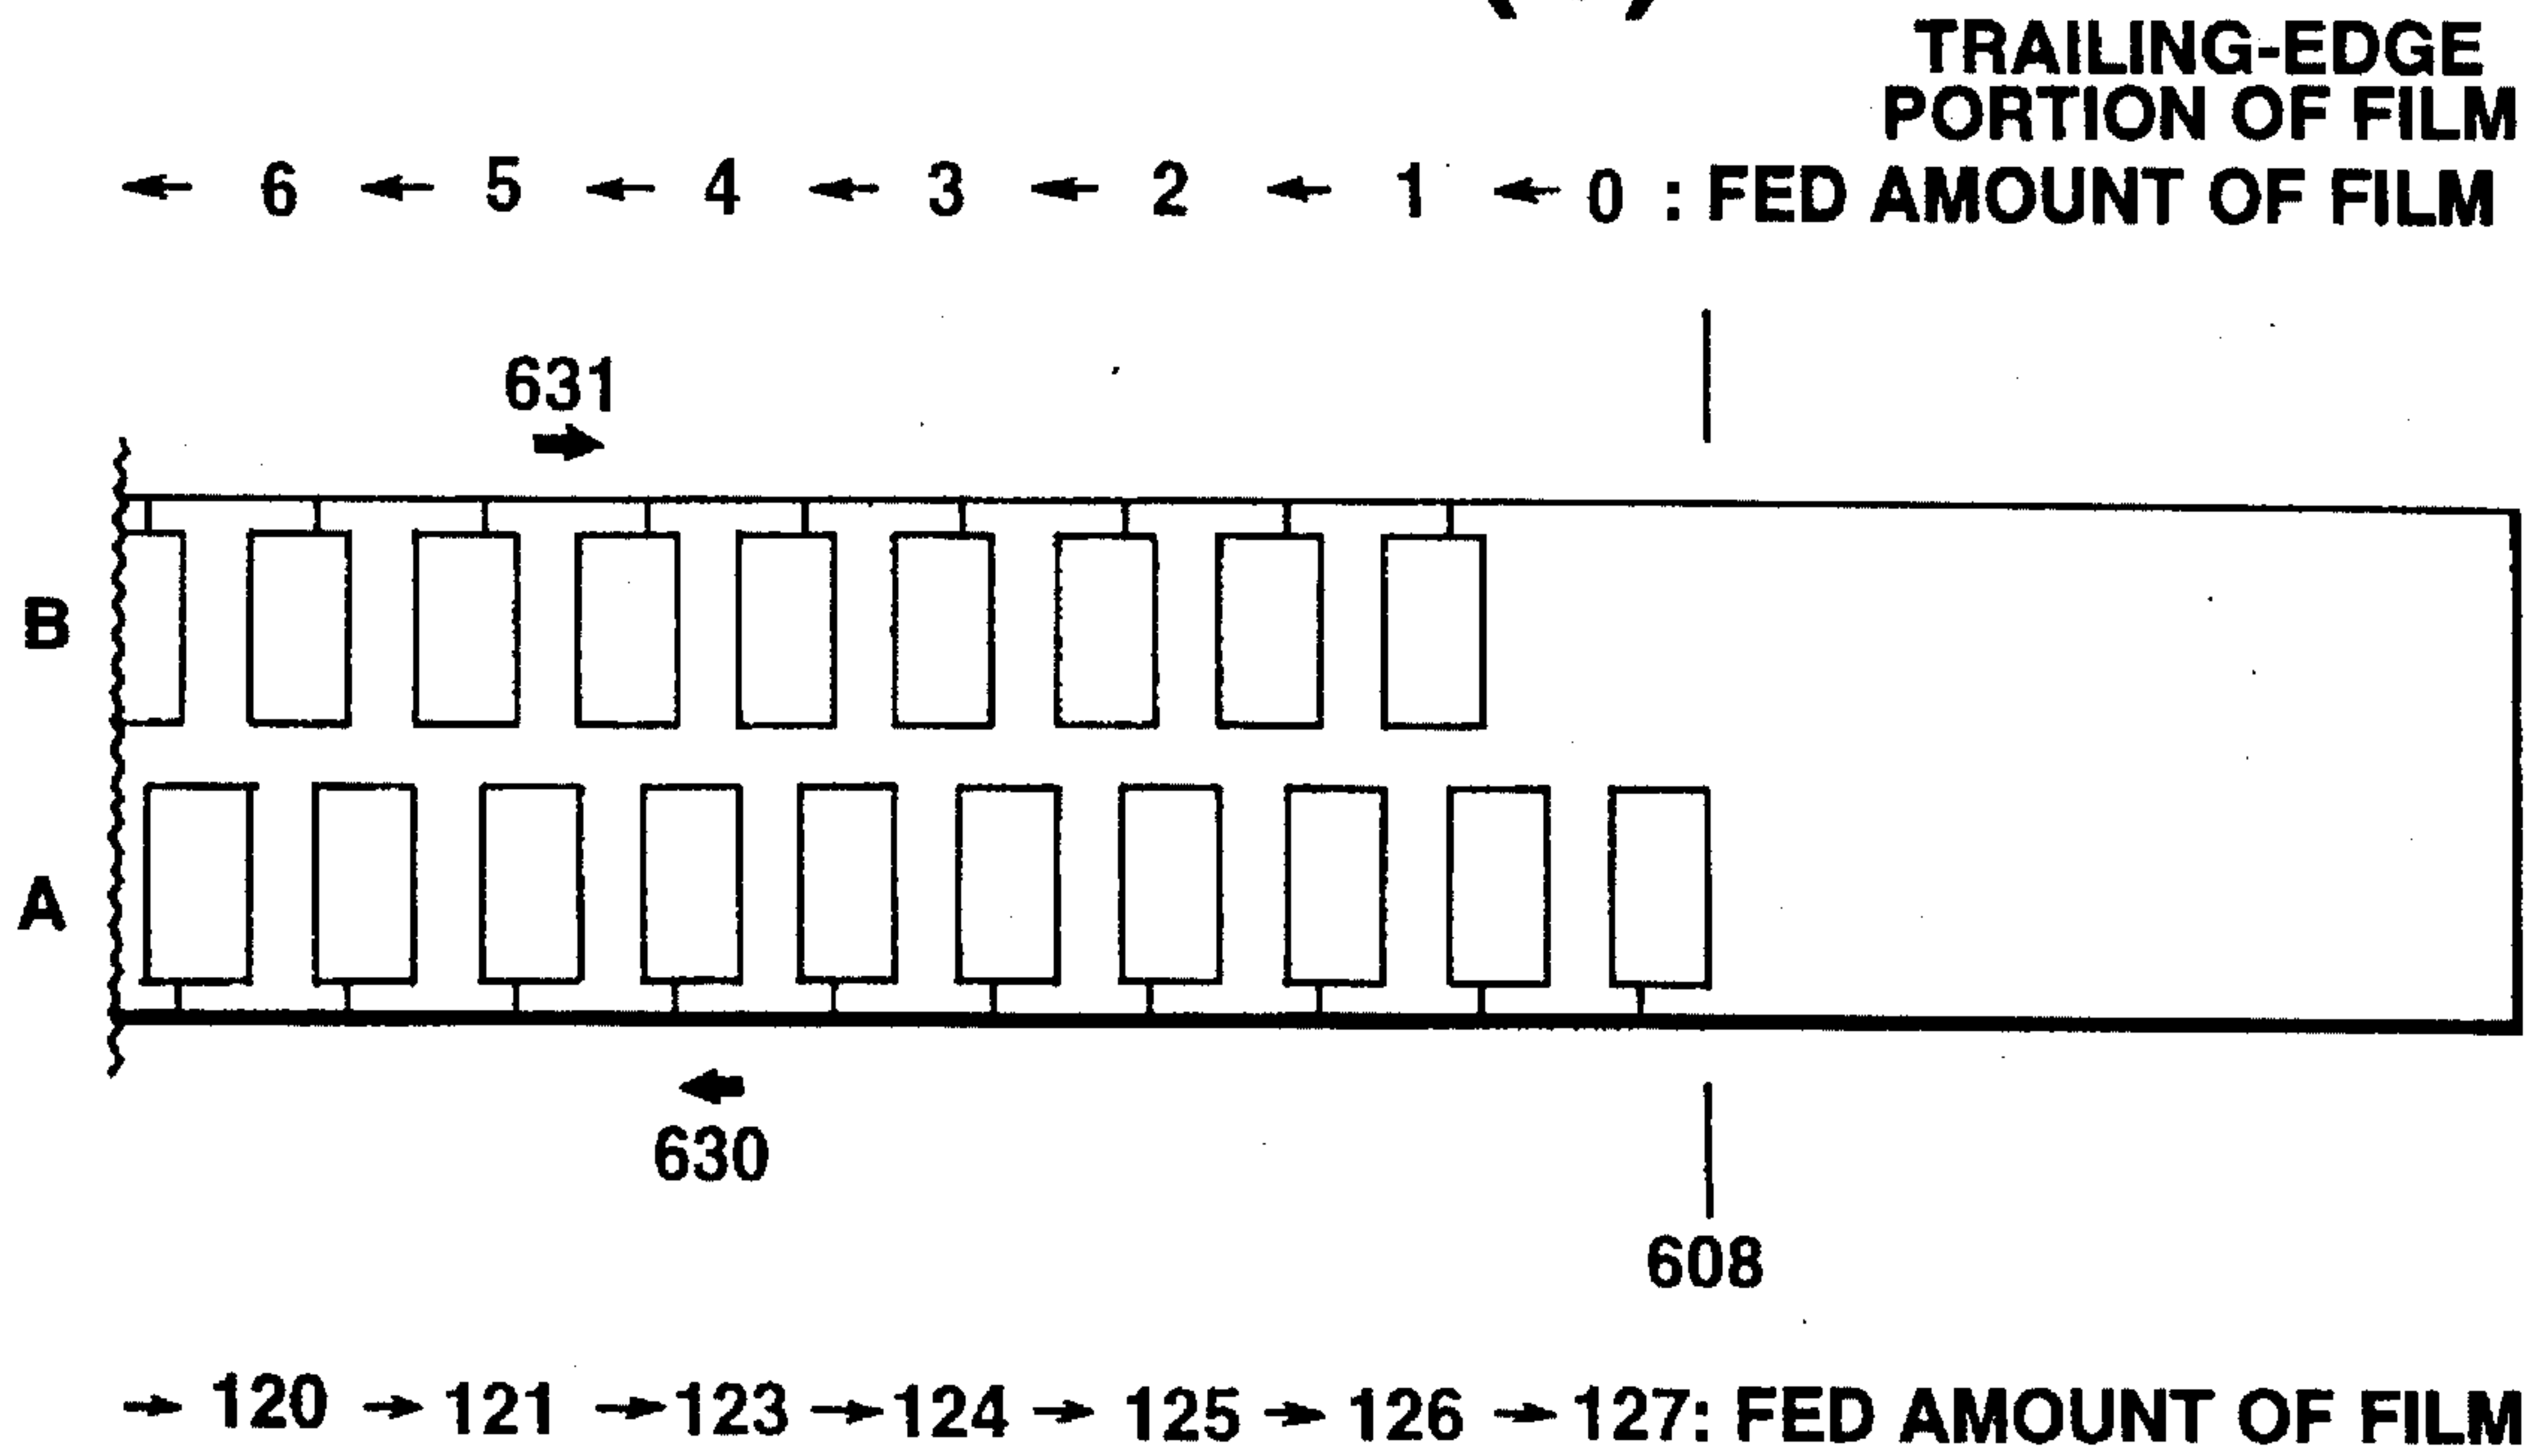 TRAILING-EDGE
PORTION OF FILM
← 6 ← 5 ← 4 ← 3 ← 2 ← 1 ← 0 : FED AMOUNT OF FILM
631
B
A
630
608
→ 120 → 121 → 123 → 124 → 125 → 126 → 127: FED AMOUNT OF FILM